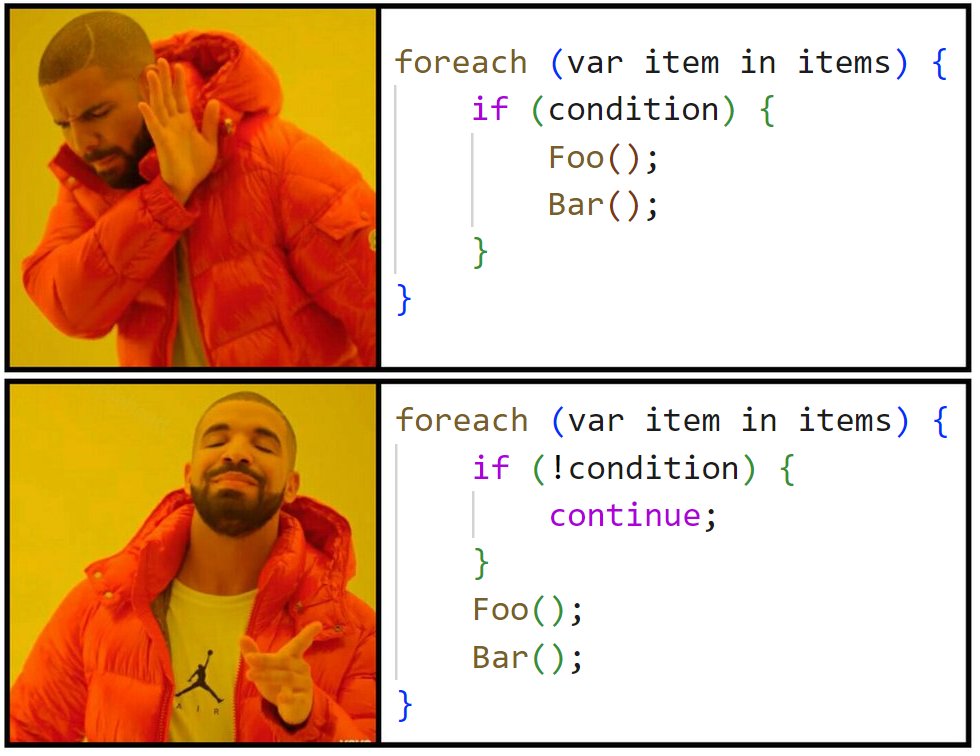 foreach (var item in items) {
    if (condition) {
        Foo();
        Bar();
    }
}
foreach (var item in items) {
    if (!condition) {
        continue;
    }
    Foo();
    Bar();
}
AIR